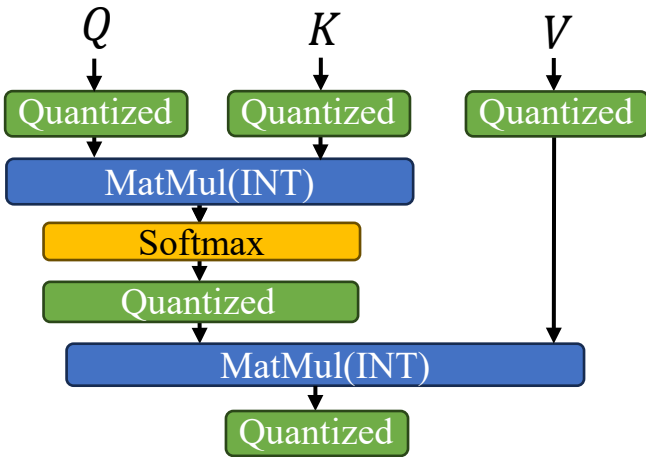 Q K V
Quantized Quantized Quantized
MatMul(INT)
Softmax
Quantized
MatMul(INT)
Quantized